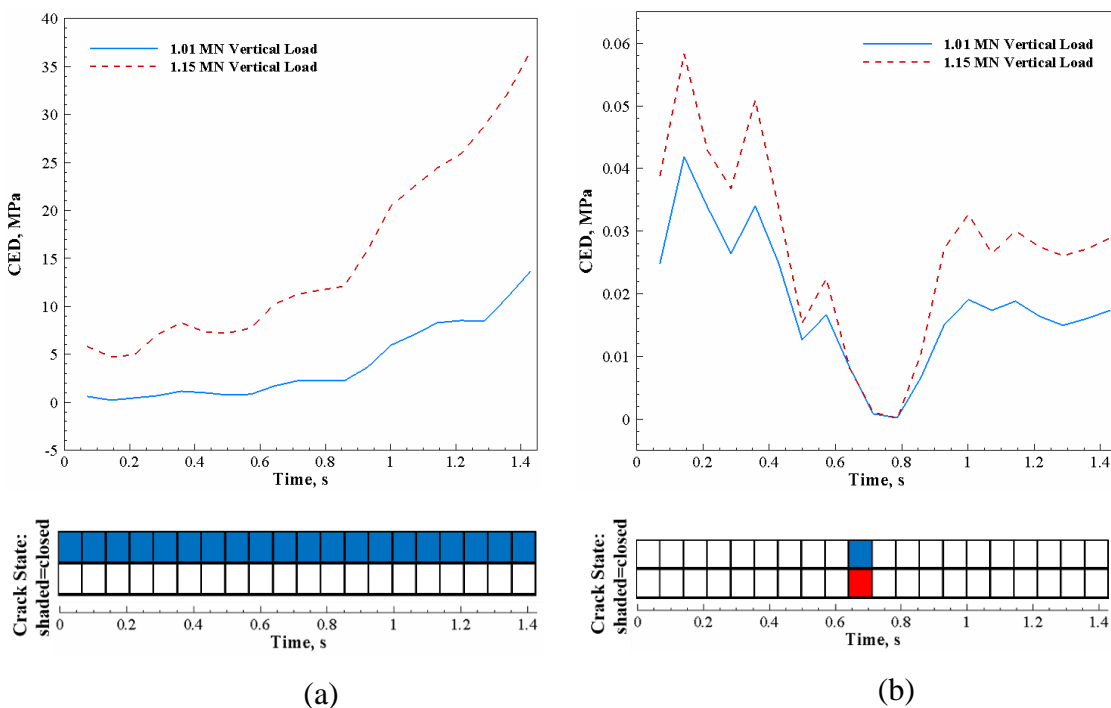 40
35
30
25
20
15
10
5
0
-5
CED, MPa
1.01 MN Vertical Load
1.15 MN Vertical Load
0 0.2 0.4 0.6 0.8 1 1.2 1.4
Time, s
Crack State:
shaded=closed
0 0.2 0.4 0.6 0.8 1 1.2 1.4
Time, s
(a)
0.06
0.05
0.04
0.03
0.02
0.01
0
CED, MPa
1.01 MN Vertical Load
1.15 MN Vertical Load
0 0.2 0.4 0.6 0.8 1 1.2 1.4
Time, s
Crack State:
shaded=closed
0 0.2 0.4 0.6 0.8 1 1.2 1.4
Time, s
(b)